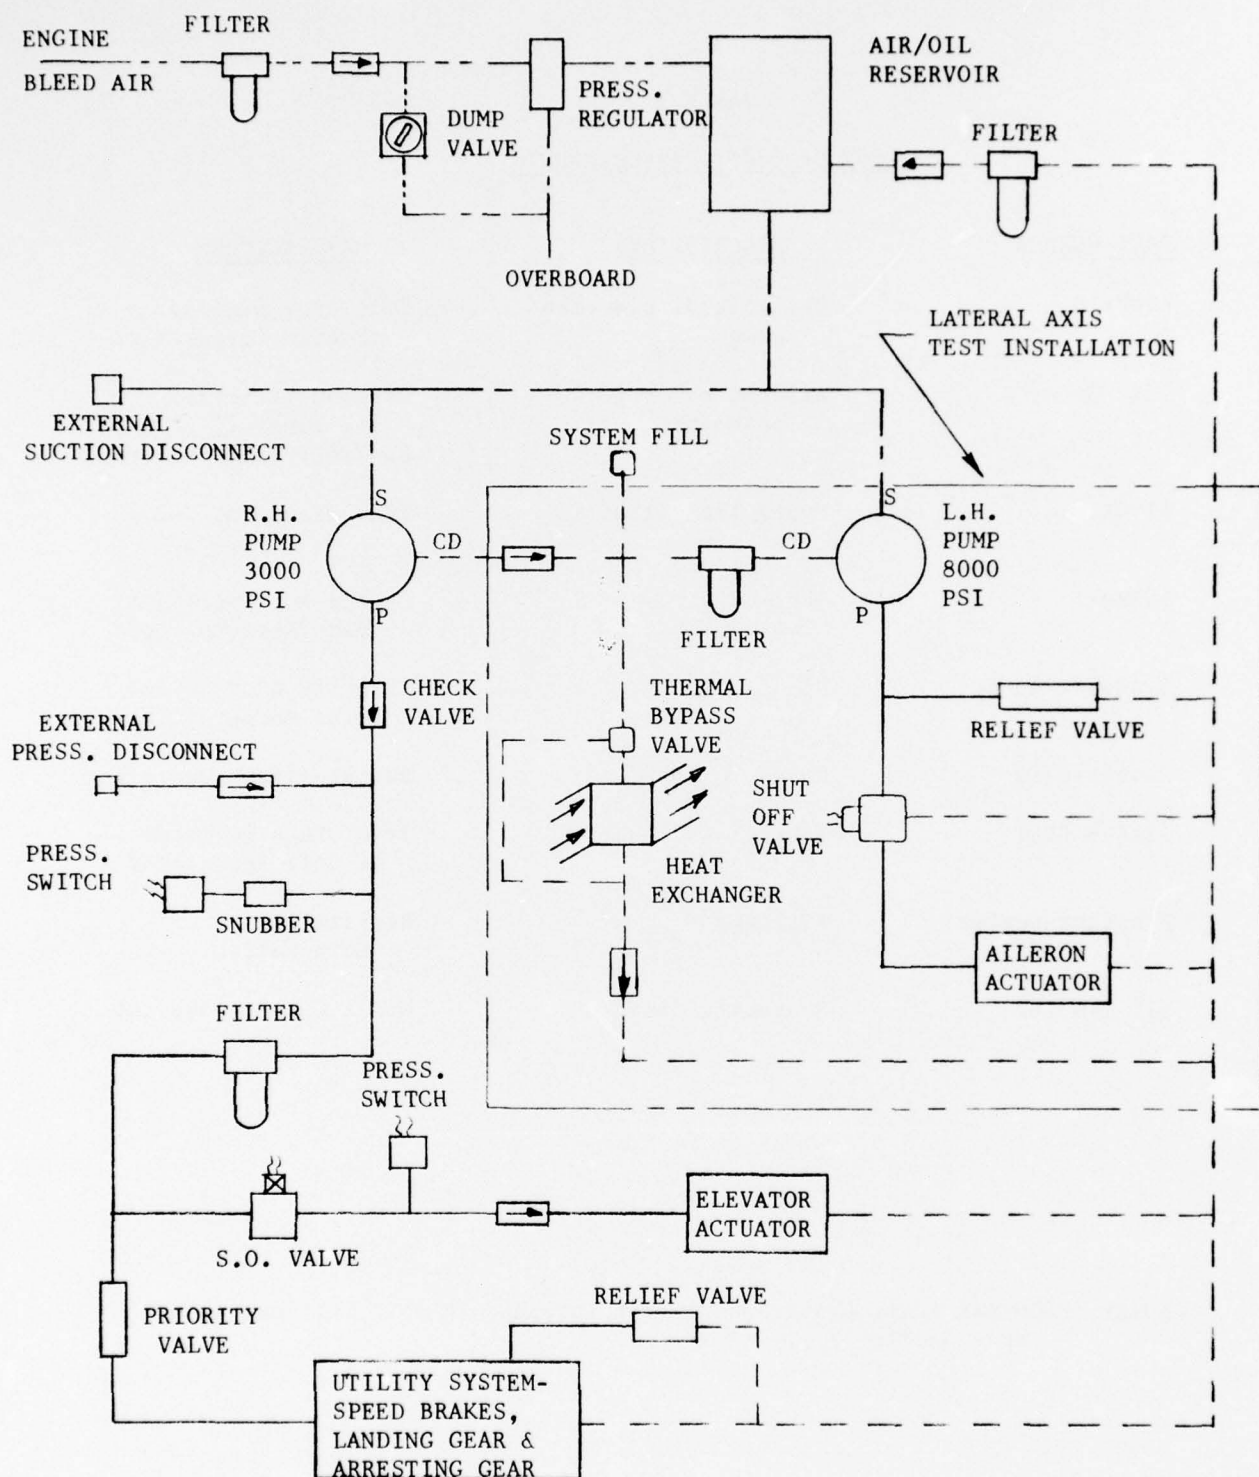 ENGINE
BLEED AIR
FILTER
DUMP
VALVE
PRESS.
REGULATOR
OVERBOARD
AIR/OIL
RESERVOIR
FILTER
LATERAL AXIS
TEST INSTALLATION
EXTERNAL
SUCTION DISCONNECT
SYSTEM FILL
S
R.H.
PUMP
3000
PSI
CD
P
CD
S
L.H.
PUMP
8000
PSI
P
FILTER
CHECK
VALVE
THERMAL
BYPASS
VALVE
RELIEF VALVE
EXTERNAL
PRESS. DISCONNECT
SHUT
OFF
VALVE
PRESS.
SWITCH
SNUBBER
HEAT
EXCHANGER
AILERON
ACTUATOR
FILTER
PRESS.
SWITCH
S.O. VALVE
ELEVATOR
ACTUATOR
PRIORITY
VALVE
RELIEF VALVE
UTILITY SYSTEM-
SPEED BRAKES,
LANDING GEAR &
ARRESTING GEAR